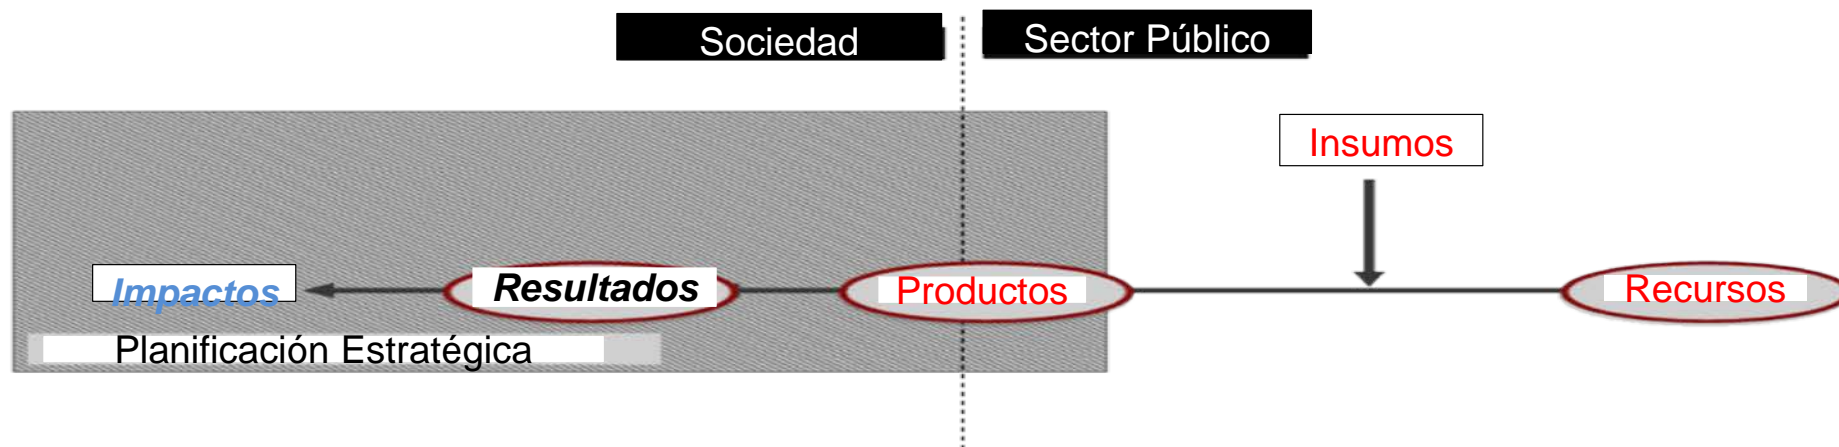 Sociedad
Sector Público
Insumos
Impactos
Resultados
Productos
Recursos
Planificación Estratégica